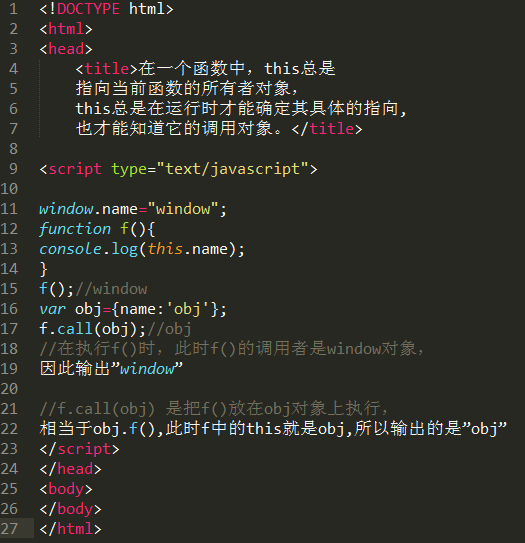 1 <!DOCTYPE html>
2 <html>
3 <head>
4 <title>在一个函数中，this总是
5 指向当前函数的所有者对象，
6 this总是在运行时才能确定其具体的指向,
7 也才能知道它的调用对象。</title>
8
9 <script type="text/javascript">
10
11 window.name="window";
12 function f(){
13 console.log(this.name);
14 }
15 f();//window
16 var obj={name:'obj'};
17 f.call(obj);//obj
18 //在执行f()时，此时f()的调用者是window对象，
19 因此输出”window”
20
21 //f.call(obj) 是把f()放在obj对象上执行，
22 相当于obj.f(),此时f中的this就是obj,所以输出的是”obj”
23 </script>
24 </head>
25 <body>
26 </body>
27 </html>